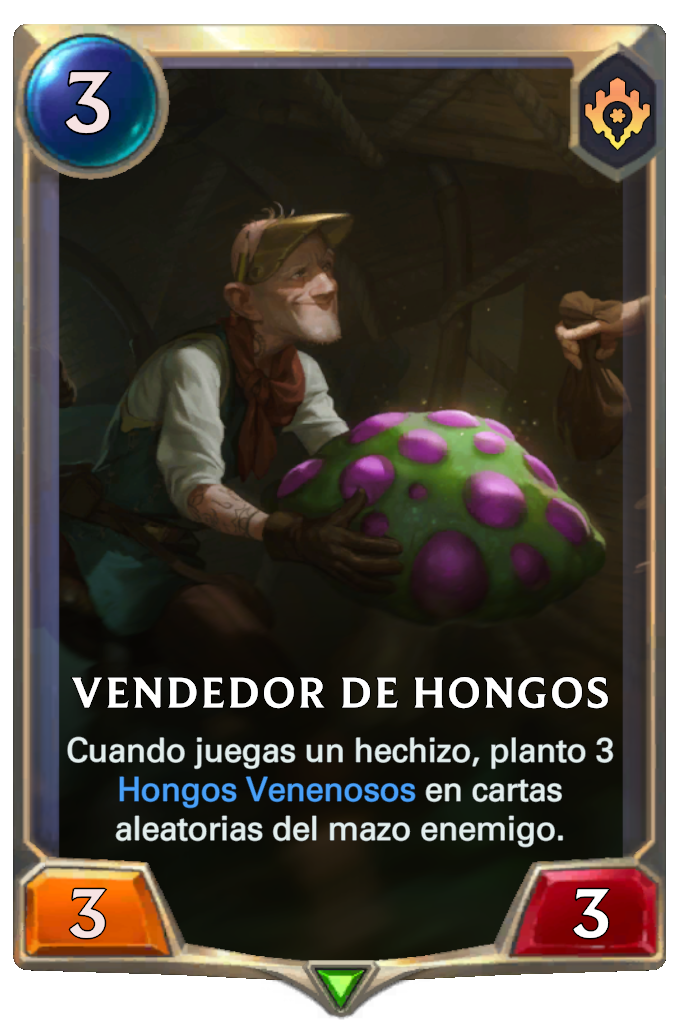 3
VENDEDOR DE HONGOS
Cuando juegas un hechizo, planto 3
Hongos Venenosos en cartas
aleatorias del mazo enemigo.
3
3